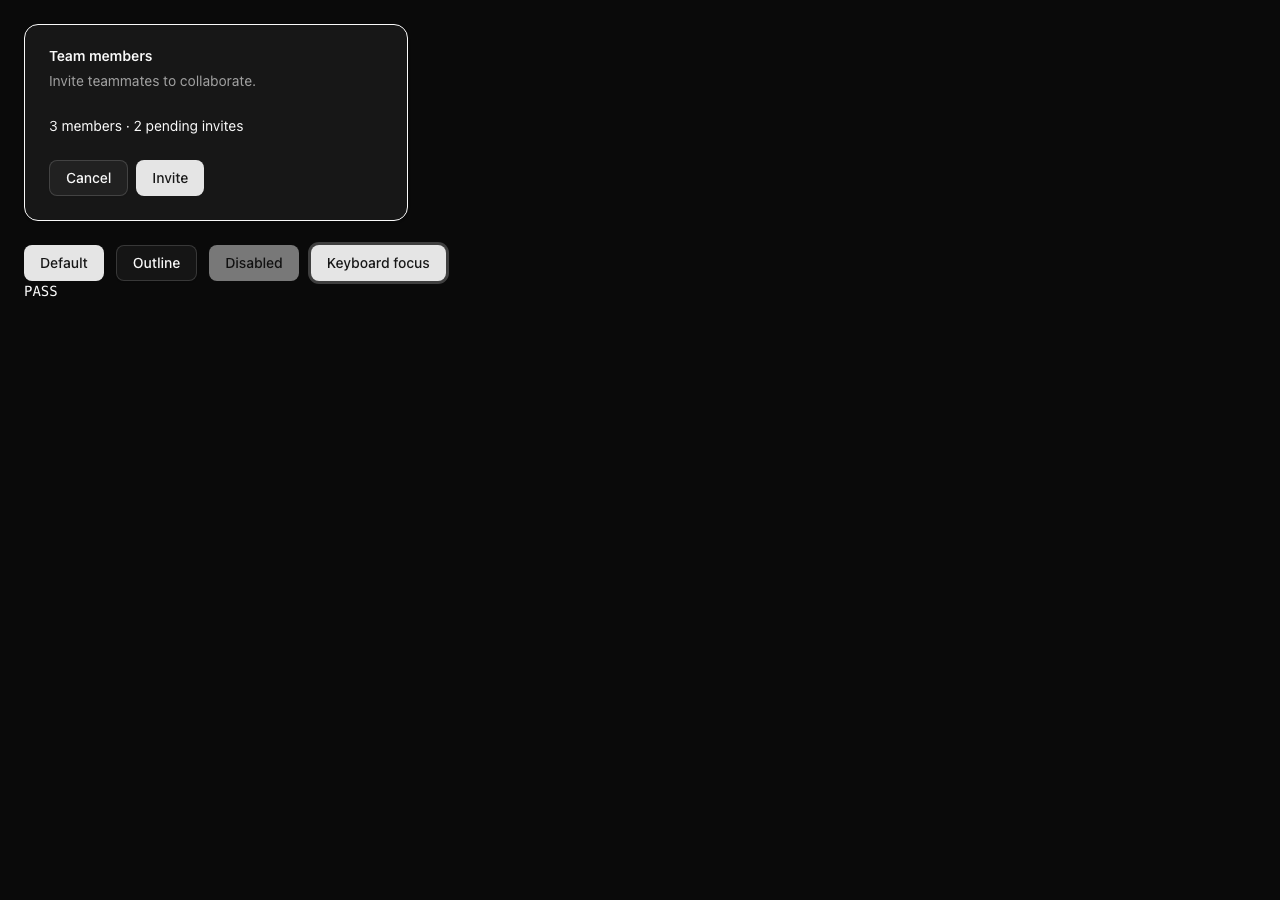 Team members
Invite teammates to collaborate.
3 members · 2 pending invites
Cancel Invite
Default Outline Disabled Keyboard focus
PASS